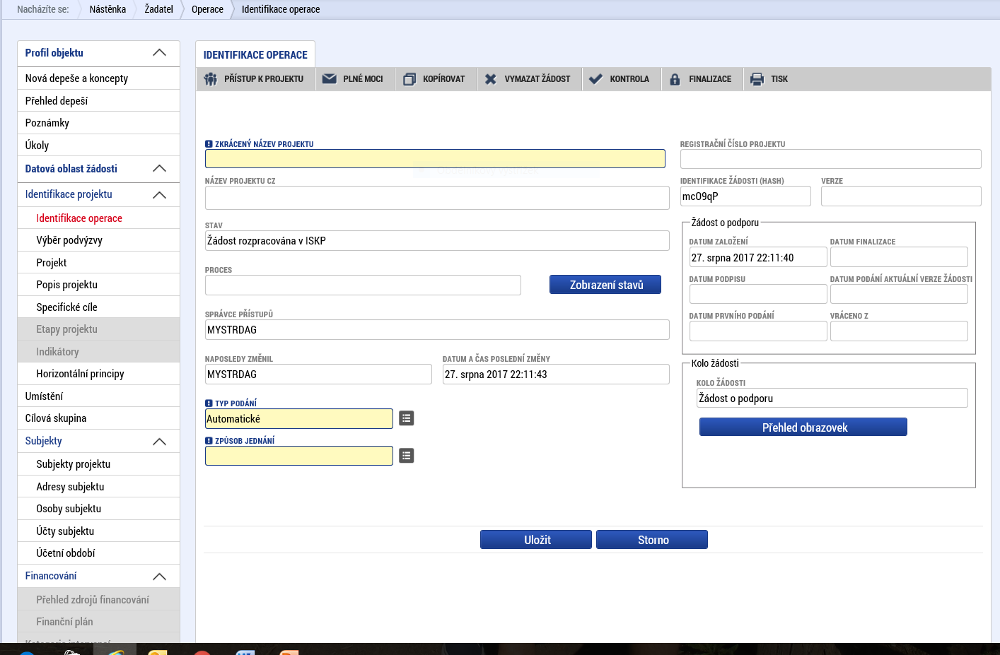 Nacházíte se:
Nástěnka
Žadatel
Operace
Identifikace operace
Profil objektu
Nová depeše a koncepty
Přehled depeší
Poznámky
Úkoly
Datová oblast žádosti
Identifikace projektu
Identifikace operace
Výběr podvýzvy
Projekt
Popis projektu
Specifické cíle
Etapy projektu
Indikátory
Horizontální principy
Umístění
Cílová skupina
Subjekty
Subjekty projektu
Adresy subjektu
Osoby subjektu
Účty subjektu
Účetní období
Financování
Přehled zdrojů financování
Finanční plán
IDENTIFIKACE OPERACE
PŘÍSTUP K PROJEKTU
PLNÉ MOCI
KOPÍROVAT
VYMAZAT ŽÁDOST
KONTROLA
FINALIZACE
TISK
ZKRÁCENÝ NÁZEV PROJEKTU
NÁZEV PROJEKTU CZ
STAV
Žádost rozpracována v ISKP
PROCES
Zobrazení stavů
SPRÁVCE PŘÍSTUPŮ
MYSTRDAG
NAPOSLEDY ZMĚNIL
MYSTRDAG
DATUM A ČAS POSLEDNÍ ZMĚNY
27. srpna 2017 22:11:43
TYP PODÁNÍ
Automatické
ZPŮSOB JEDNÁNÍ
REGISTRAČNÍ ČÍSLO PROJEKTU
IDENTIFIKACE ŽÁDOSTI (HASH)
mcO9qP
VERZE
Žádost o podporu
DATUM ZALOŽENÍ
27. srpna 2017 22:11:40
DATUM FINALIZACE
DATUM PODPISU
DATUM PODÁNÍ AKTUÁLNÍ VERZE ŽÁDOSTI
DATUM PRVNÍHO PODÁNÍ
VRÁCENO Z
Kolo žádosti
KOLO ŽÁDOSTI
Žádost o podporu
Přehled obrazovek
Uložit
Storno